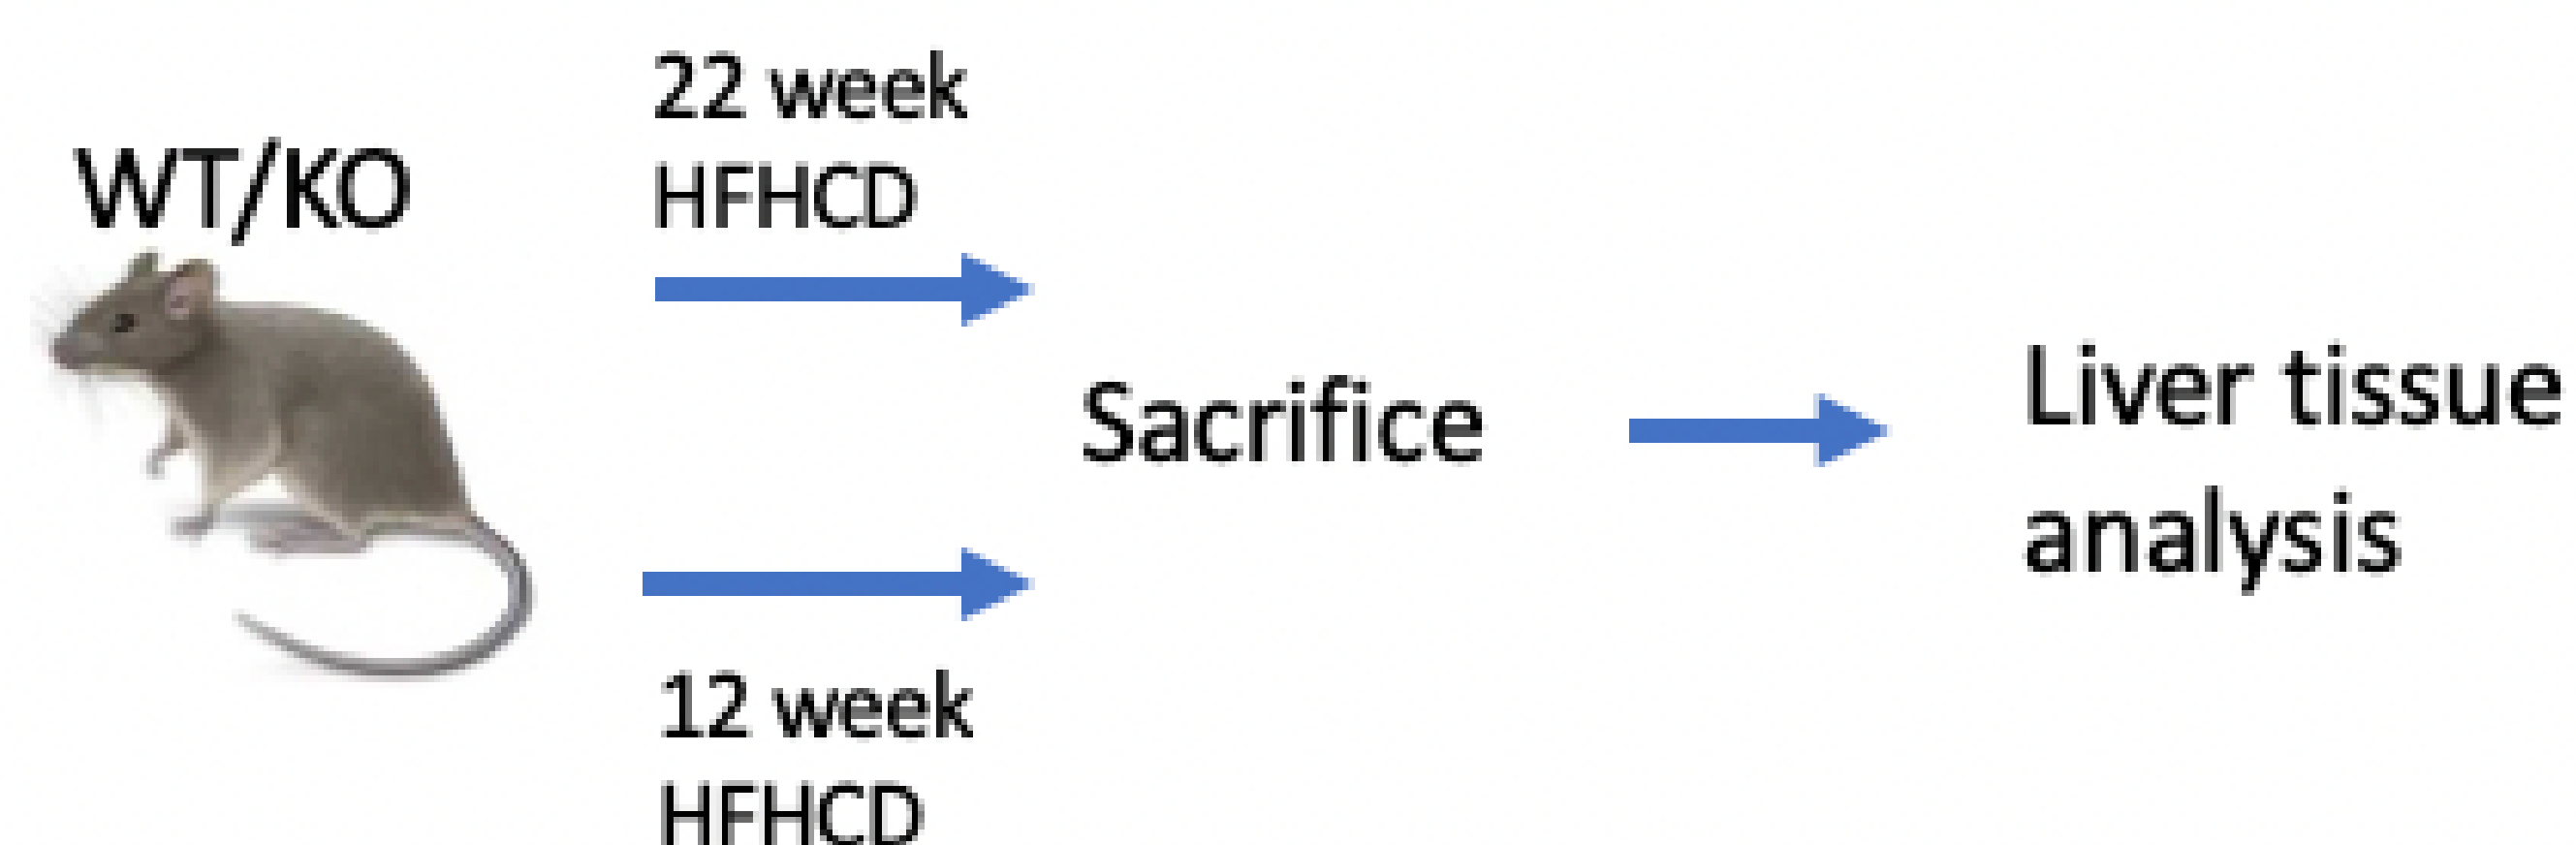 WT/KO
22 week
HFHCD
Sacrifice
Liver tissue
analysis
12 week
HFHCD